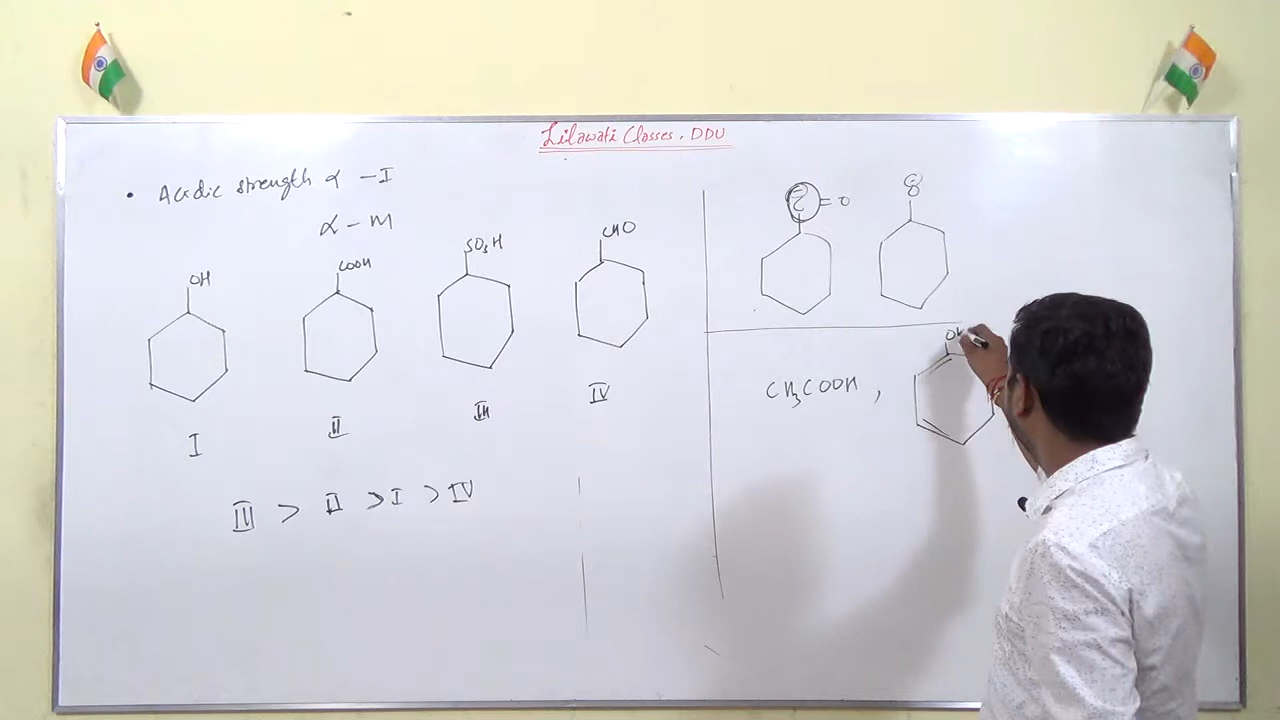 Lilawati Classes. DDU
• Acidic strength ∝ -I
∝ - M
OH
COOH
SO3H
CHO
I
II
III
IV
III > II > I > IV
= O
CH3COOH,